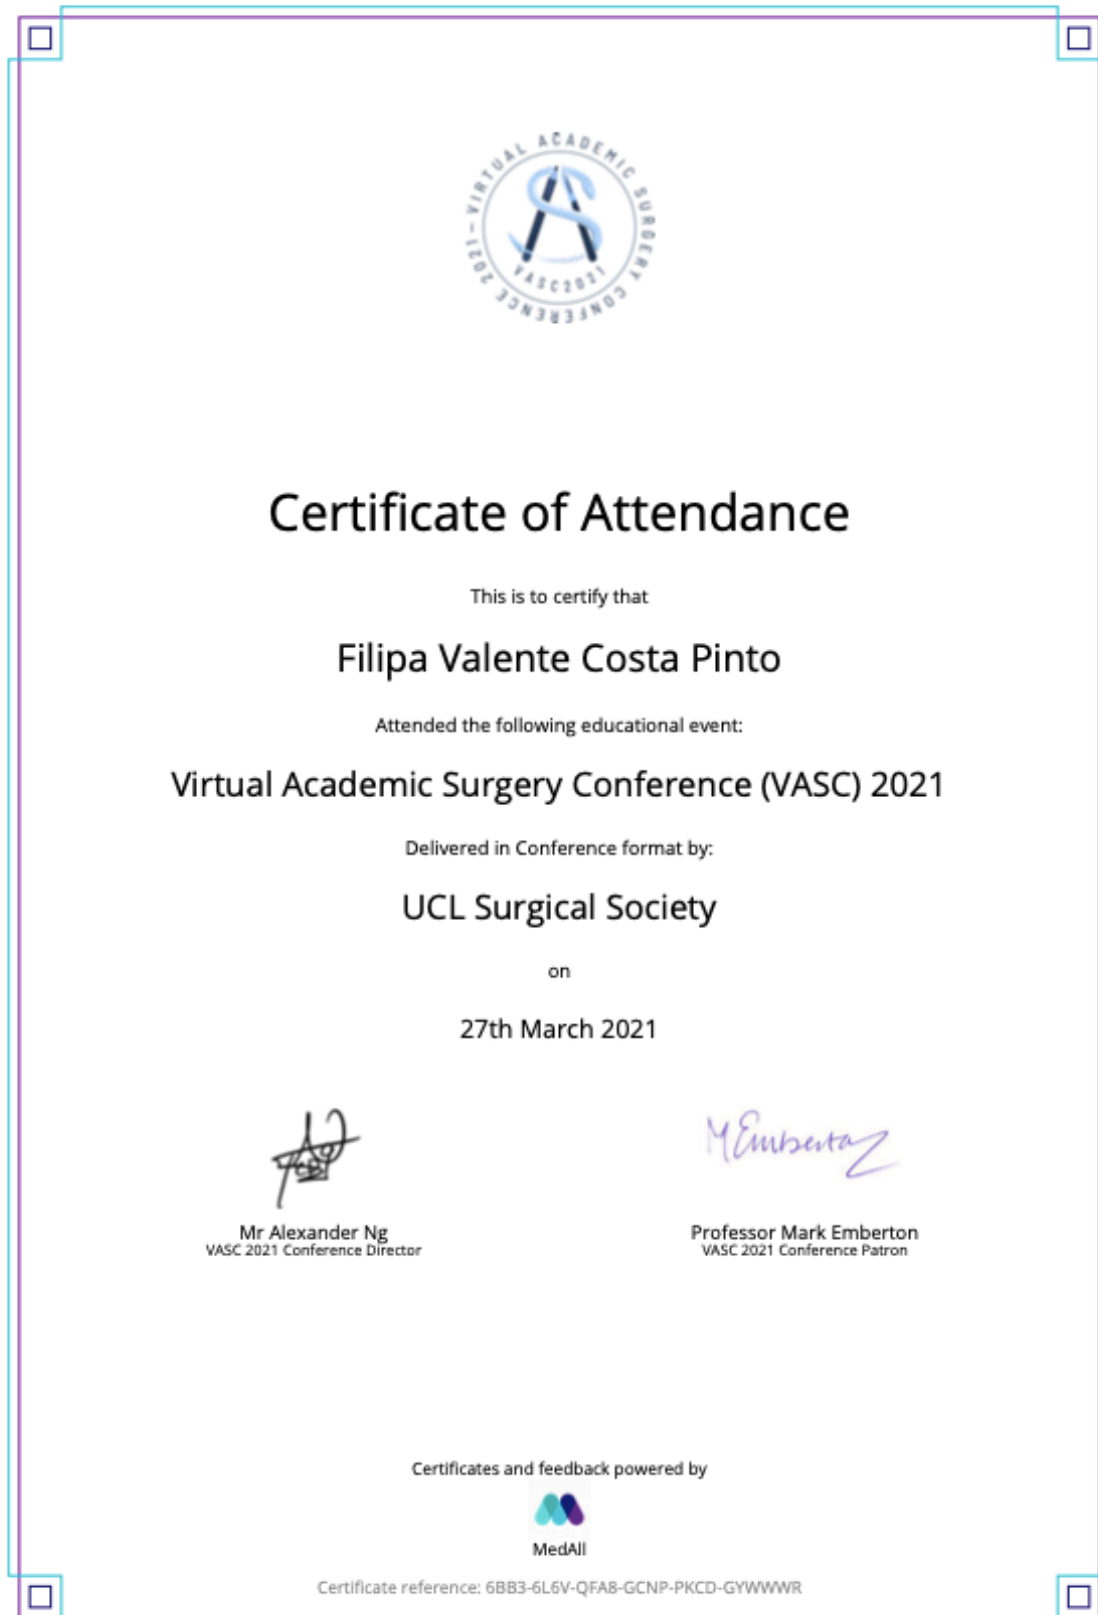 VIRTUAL ACADEMIC SURGERY CONFERENCE 2021 –
VASC2021
Certificate of Attendance
This is to certify that
Filipa Valente Costa Pinto
Attended the following educational event:
Virtual Academic Surgery Conference (VASC) 2021
Delivered in Conference format by:
UCL Surgical Society
on
27th March 2021
M Emberton
Mr Alexander Ng
VASC 2021 Conference Director
Professor Mark Emberton
VASC 2021 Conference Patron
Certificates and feedback powered by
MedAll
Certificate reference: 6BB3-6L6V-QFA8-GCNP-PKCD-GYWWWR